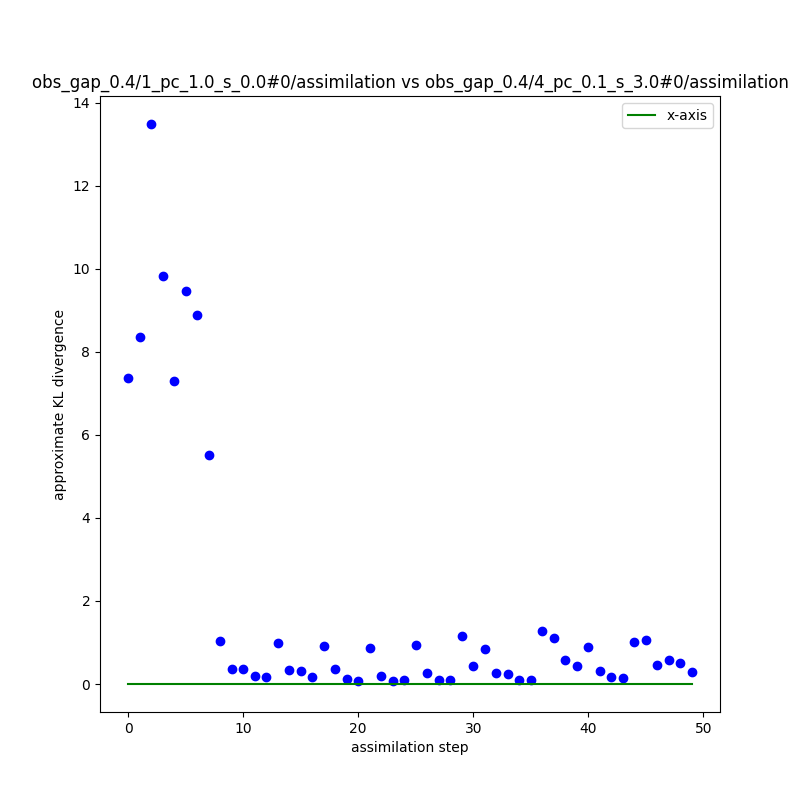 obs_gap_0.4/1_pc_1.0_s_0.0#0/assimilation vs obs_gap_0.4/4_pc_0.1_s_3.0#0/assimilation
x-axis
14
12
10
8
6
4
2
0
approximate KL divergence
0 10 20 30 40 50
assimilation step